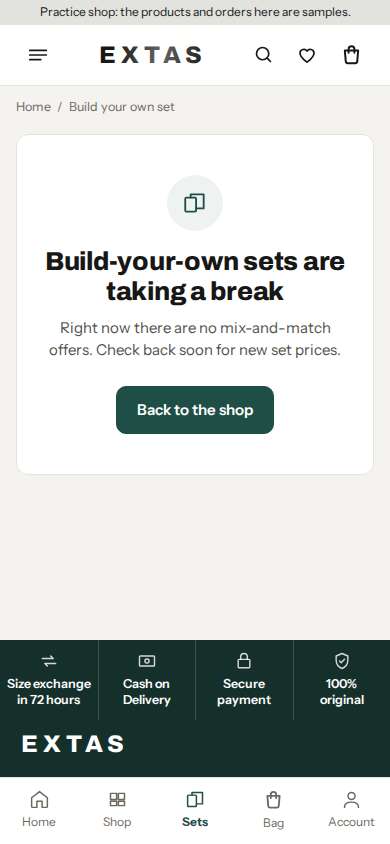 Practice shop: the products and orders here are samples.
EXTAS
Home / Build your own set
Build-your-own sets are
taking a break
Right now there are no mix-and-match
offers. Check back soon for new set prices.
Back to the shop
Size exchange
in 72 hours
Cash on
Delivery
Secure
payment
100%
original
EXTAS
Home
Shop
Sets
Bag
Account